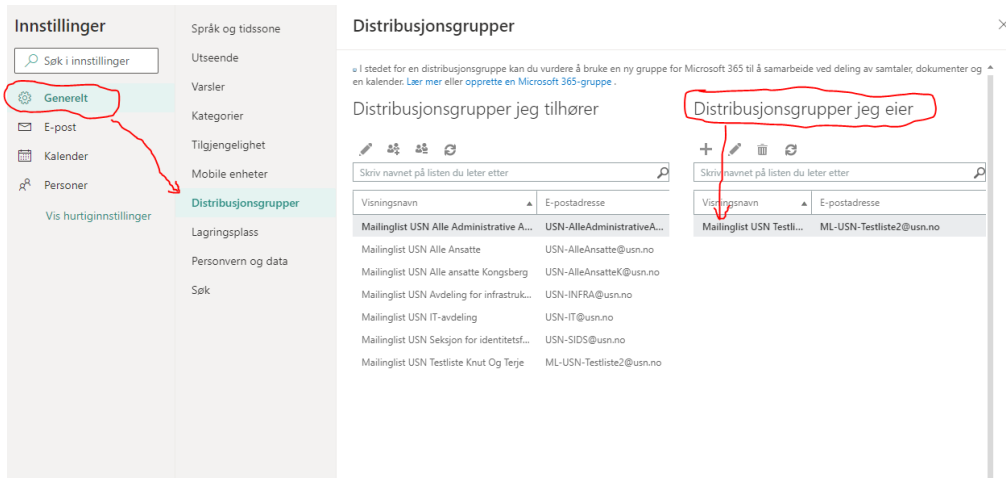 Innstillinger
Søk i innstillinger
Generelt
E-post
Kalender
Personer
Vis hurtiginnstillinger
Språk og tidssone
Utseende
Varsler
Kategorier
Tilgjengelighet
Mobile enheter
Distribusjonsgrupper
Lagringsplass
Personvern og data
Søk
Distribusjonsgrupper
I stedet for en distribusjonsgruppe kan du vurdere å bruke en ny gruppe for Microsoft 365 til å samarbeide ved deling av samtaler, dokumenter og
en kalender. Lær mer eller opprette en Microsoft 365-gruppe .
Distribusjonsgrupper jeg tilhører
Skriv navnet på listen du leter etter
Visningsnavn E-postadresse
Mailinglist USN Alle Administrative A... USN-AlleAdministrativeA...
Mailinglist USN Alle Ansatte USN-AlleAnsatte@usn.no
Mailinglist USN Alle ansatte Kongsberg USN-AlleAnsatteK@usn.no
Mailinglist USN Avdeling for infrastruk... USN-INFRA@usn.no
Mailinglist USN IT-avdeling USN-IT@usn.no
Mailinglist USN Seksjon for identitetsf... USN-SIDS@usn.no
Mailinglist USN Testliste Knut Og Terje ML-USN-Testliste2@usn.no
Distribusjonsgrupper jeg eier
Skriv navnet på listen du leter etter
Visningsnavn E-postadresse
Mailinglist USN Testli... ML-USN-Testliste2@usn.no